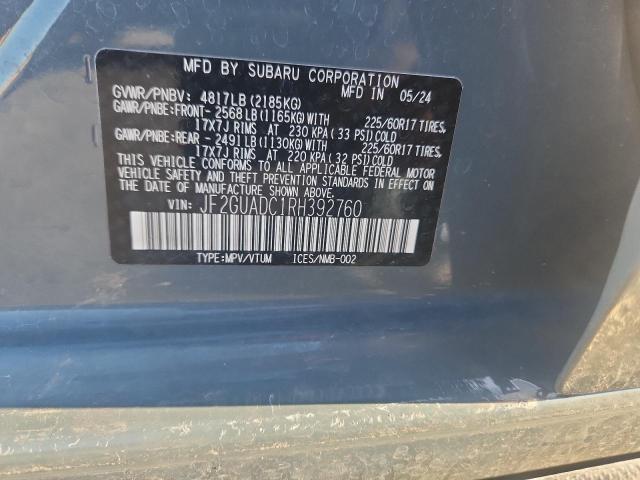 MFD BY SUBARU CORPORATION
GVWR/PNBV: 4817LB (2185KG) MFD IN 05/24
GAWR/PNBE:FRONT-2568LB(1165KG)WITH 225/60R17 TIRES,
17X7J RIMS AT 230 KPA(33 PSI)COLD
GAWR/PNBE:REAR -2491LB(1130KG)WITH 225/60R17 TIRES,
17X7J RIMS AT 220 KPA(32 PSI)COLD
THIS VEHICLE CONFORMS TO ALL APPLICABLE FEDERAL MOTOR
VEHICLE SAFETY AND THEFT PREVENTION STANDARDS IN EFFECT
ON THE DATE OF MANUFACTURE SHOWN ABOVE.
VIN: JF2GUADC1RH392760
TYPE:MPV/VTUM ICES/NMB-002